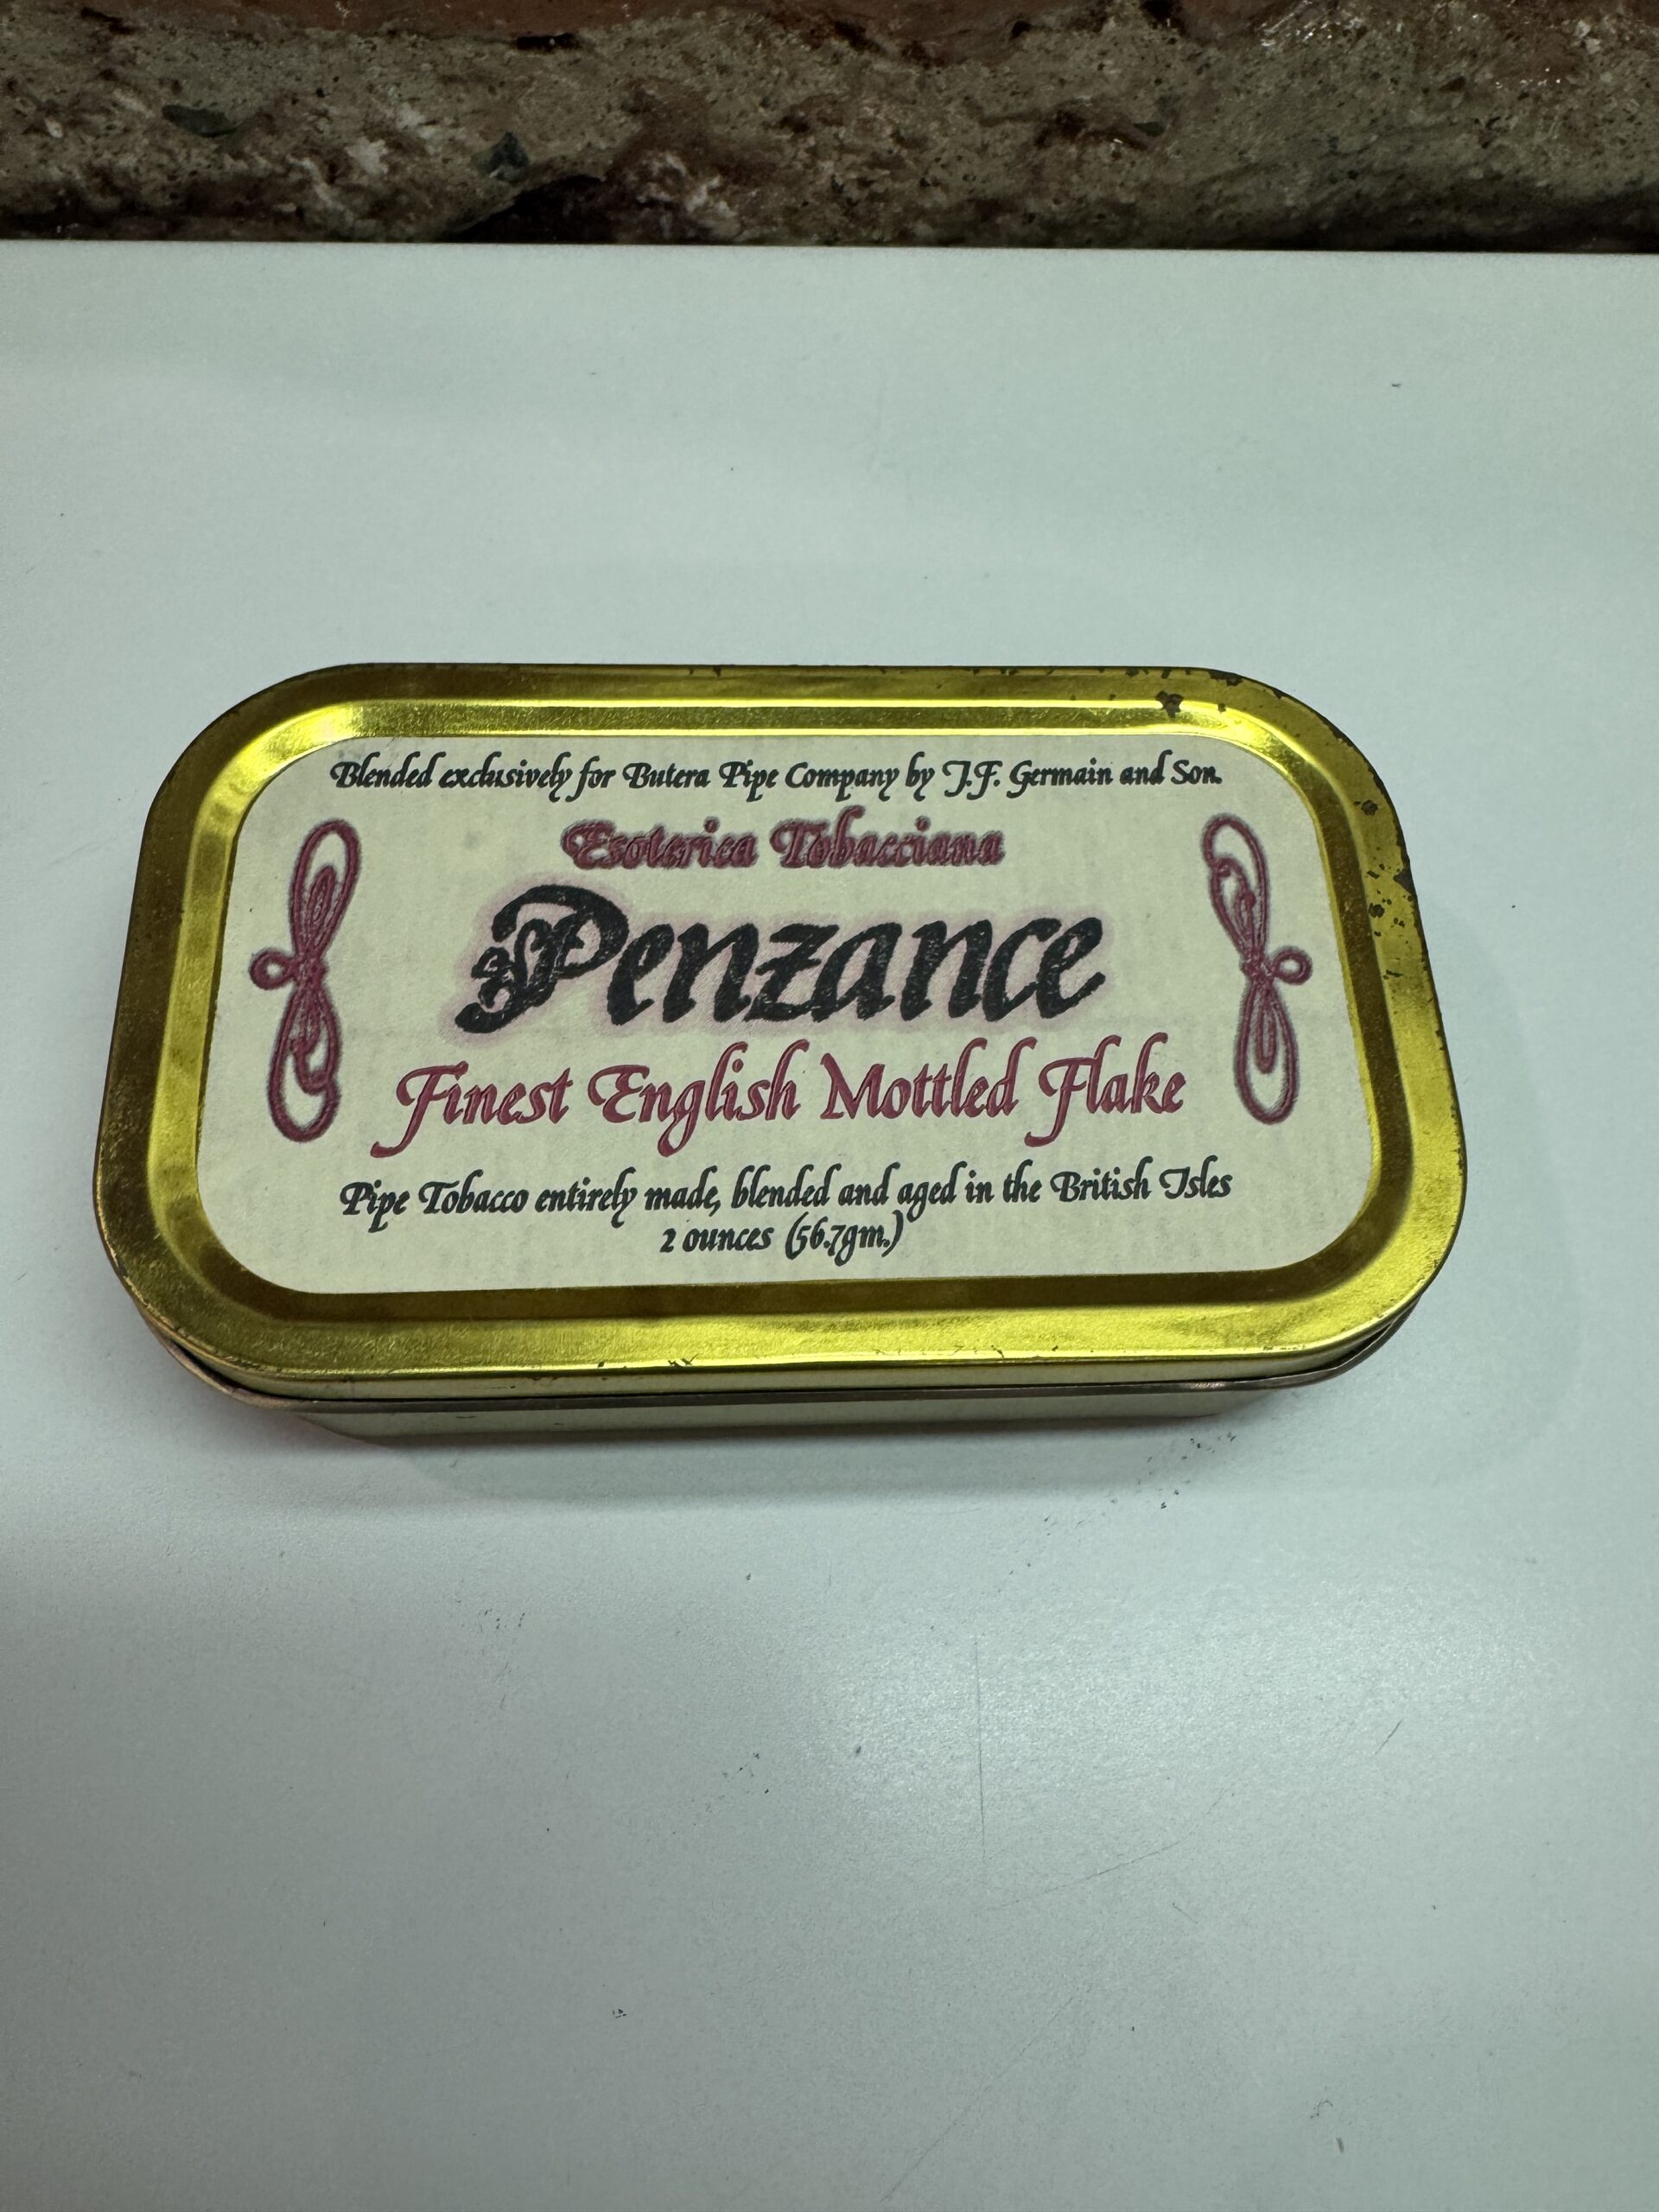 Blended exclusively for Butera Pipe Company by J.F. Germain and Son.
Esoterica Tobacciana
Penzance
Finest English Mottled Flake
Pipe Tobacco entirely made, blended and aged in the British Isles
2 ounces (56.7gm.)